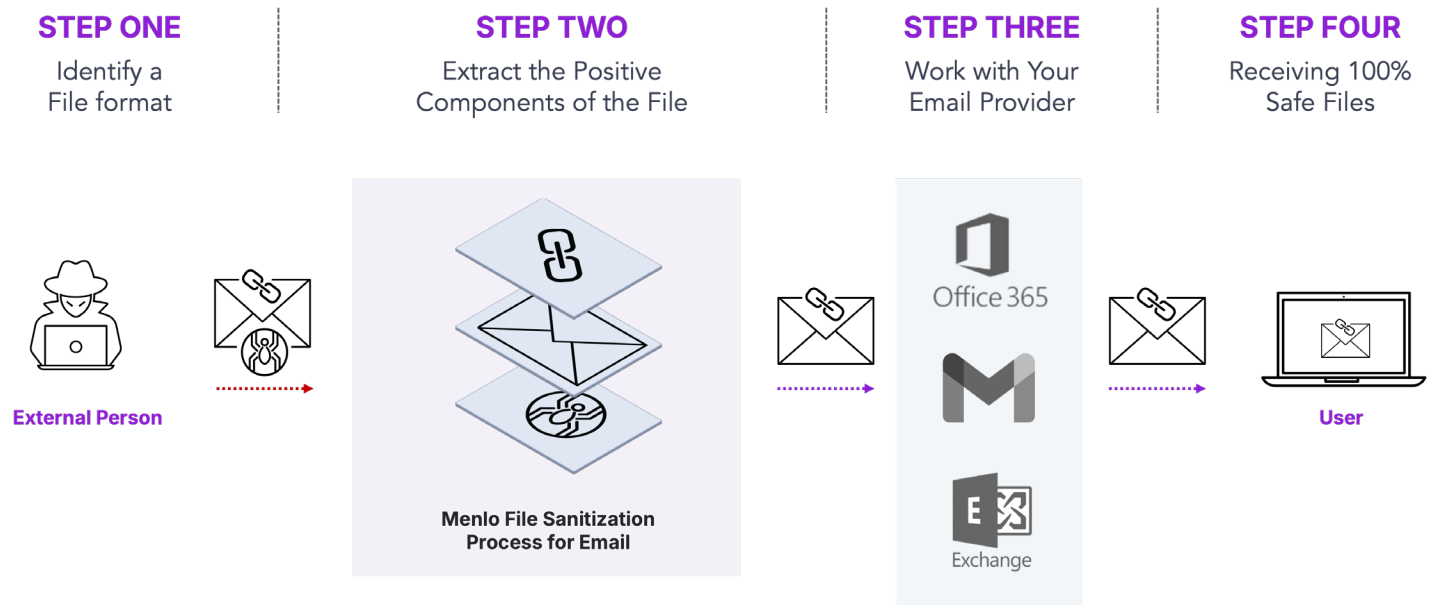 STEP ONE
Identify a
File format
STEP TWO
Extract the Positive
Components of the File
STEP THREE
Work with Your
Email Provider
STEP FOUR
Receiving 100%
Safe Files
External Person
Menlo File Sanitization
Process for Email
Office 365
E
Exchange
User